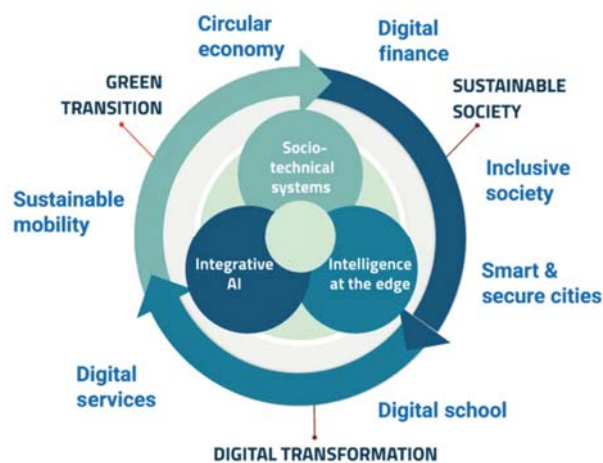 Circular
economy
Digital
finance
GREEN
TRANSITION
SUSTAINABLE
SOCIETY
Socio-
technical
systems
Sustainable
mobility
Inclusive
society
Integrative
AI
Intelligence
at the edge
Smart &
secure cities
Digital
services
Digital school
DIGITAL TRANSFORMATION